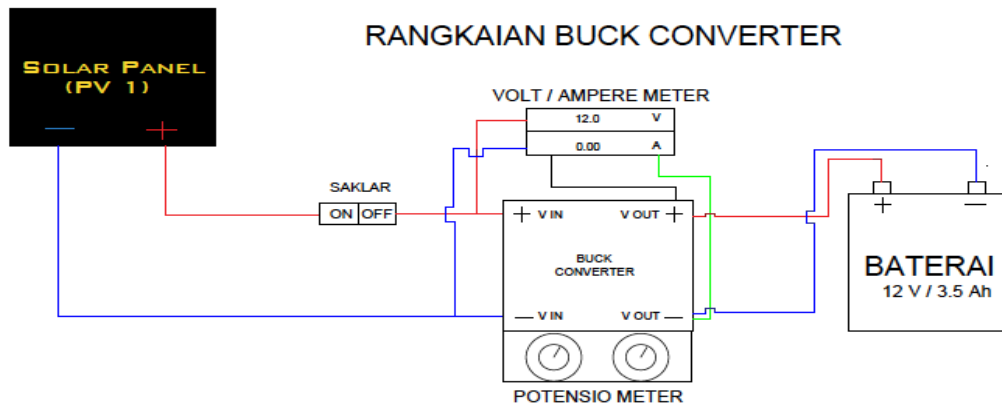 RANGKAIAN BUCK CONVERTER
SOLAR PANEL
(PV 1)
— +
VOLT / AMPERE METER
12.0 V
0.00 A
SAKLAR
ON OFF
+ V IN V OUT +
BUCK
CONVERTER
— V IN V OUT —
POTENSIO METER
+ —
BATERAI
12 V / 3.5 Ah